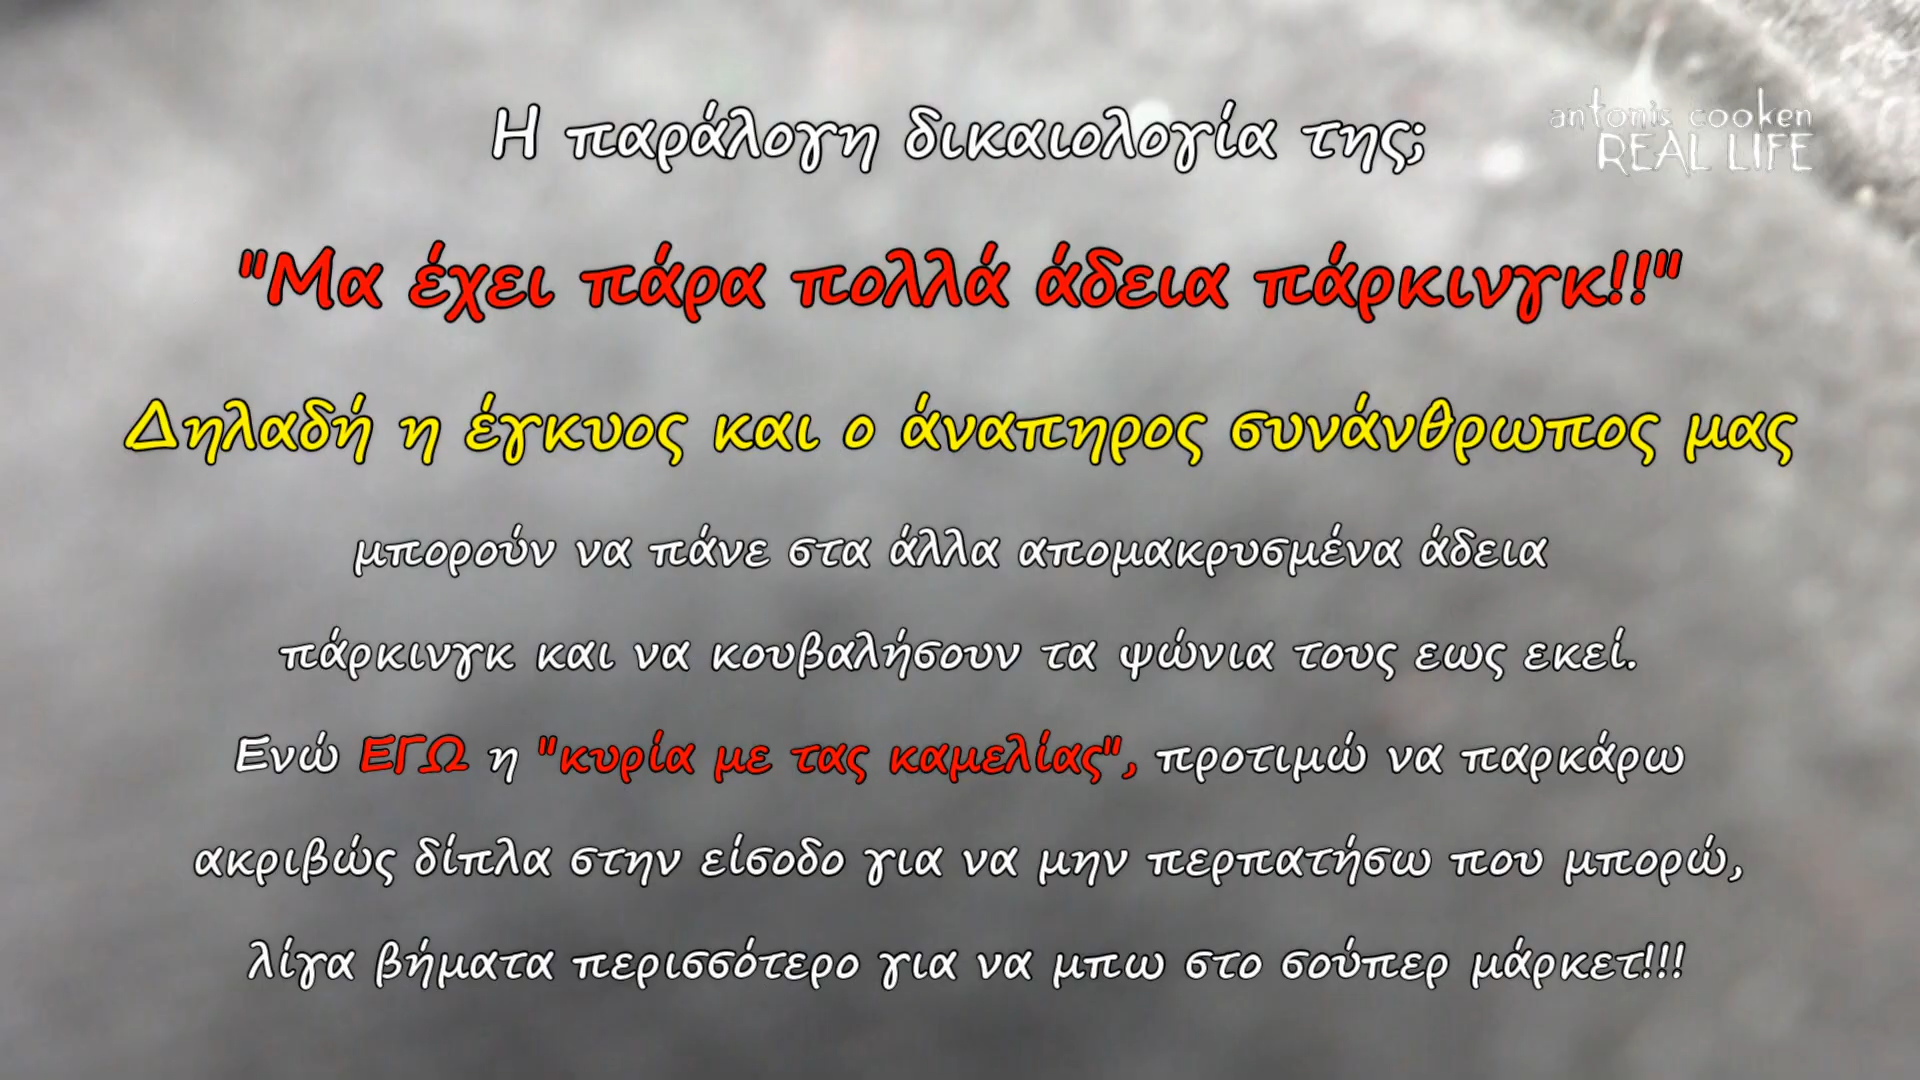 Η παράλογη δικαιολογία της;
antonis cooken
REAL LIFE
"Μα έχει πάρα πολλά άδεια πάρκινγκ!!"
Δηλαδή η έγκυος και ο άναπηρος συνάνθρωπος μας
μπορούν να πάνε στα άλλα απομακρυσμένα άδεια
πάρκινγκ και να κουβαλήσουν τα ψώνια τους εως εκεί.
Ενώ ΕΓΩ η "κυρία με τας καμελίας", προτιμώ να παρκάρω
ακριβώς δίπλα στην είσοδο για να μην περπατήσω που μπορώ,
λίγα βήματα περισσότερο για να μπω στο σούπερ μάρκετ!!!